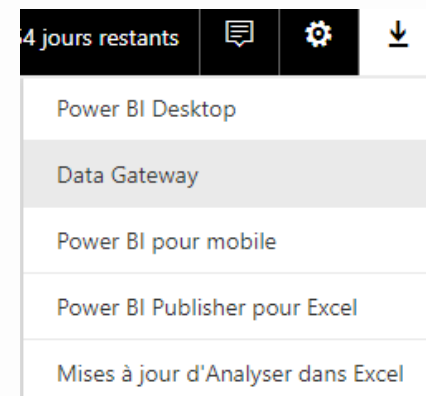 54 jours restants
Power BI Desktop
Data Gateway
Power BI pour mobile
Power BI Publisher pour Excel
Mises à jour d'Analyser dans Excel